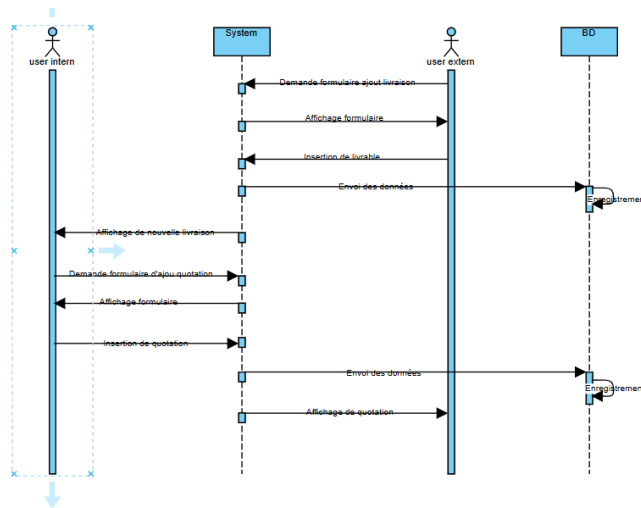 System
BD
user intern
user extern
Demande formulaire ajout livraison
Affichage formulaire
Insertion de livrable
Envoi des données
Enregistremen
Affichage de nouvelle livraison
Demande formulaire d'ajou quotation
Affichage formulaire
Insertion de quotation
Envoi des données
Enregistremen
Affichage de quotation